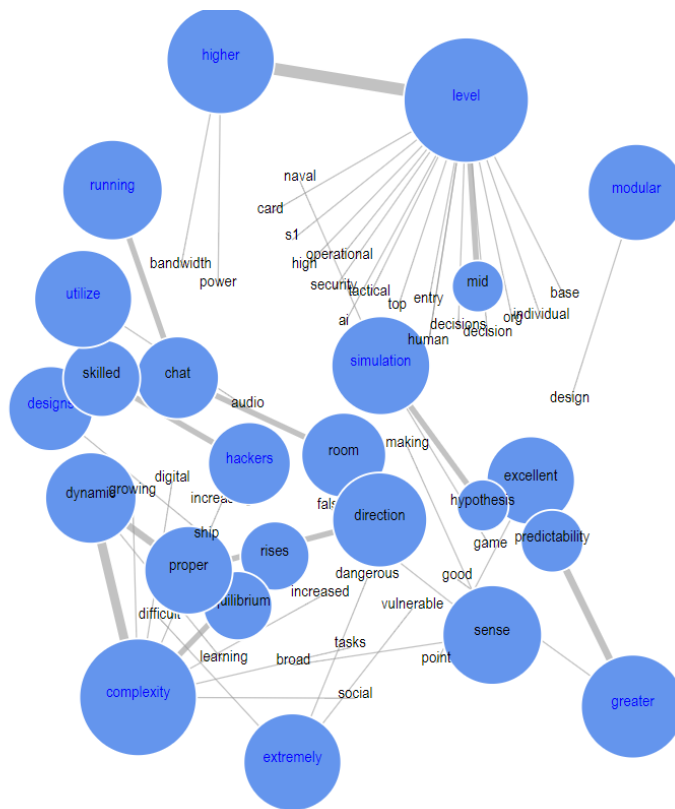 higher
level
naval
running
modular
card
s1
operational
bandwidth
high
power
security
tactical
mid
utilize
top
entry
base
org
individual
ai
decisions
decision
human
simulation
skilled
chat
design
designs
audio
making
room
hackers
digital
excellent
growing
dynamic
hypothesis
direction
ship
predictability
game
rises
proper
dangerous
good
increased
vulnerable
difficult
sense
tasks
learning
broad
point
complexity
social
greater
extremely